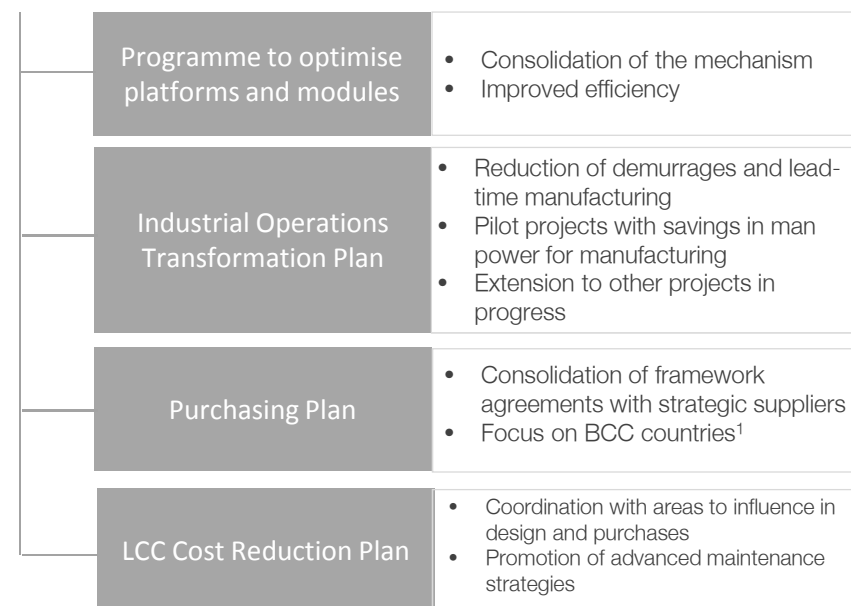 Programme to optimise
platforms and modules
• Consolidation of the mechanism
• Improved efficiency
Industrial Operations
Transformation Plan
• Reduction of demurrages and lead-
time manufacturing
• Pilot projects with savings in man
power for manufacturing
• Extension to other projects in
progress
Purchasing Plan
• Consolidation of framework
agreements with strategic suppliers
• Focus on BCC countries¹
LCC Cost Reduction Plan
• Coordination with areas to influence in
design and purchases
• Promotion of advanced maintenance
strategies